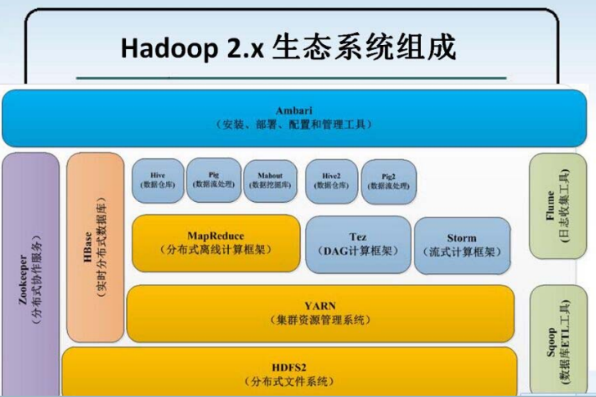 Hadoop 2.x 生态系统组成
Ambari
（安装、部署、配置和管理工具）
Zookeeper
（分布式协作服务）
HBase
（实时分布式数据库）
Hive
（数据仓库）
Pig
（数据流处理）
Mahout
（数据挖掘库）
Hive2
（数据仓库）
Pig2
（数据流处理）
MapReduce
（分布式离线计算框架）
Tez
（DAG计算框架）
Storm
（流式计算框架）
Flume
（日志收集工具）
YARN
（集群资源管理系统）
Sqoop
（数据库ETL工具）
HDFS2
（分布式文件系统）